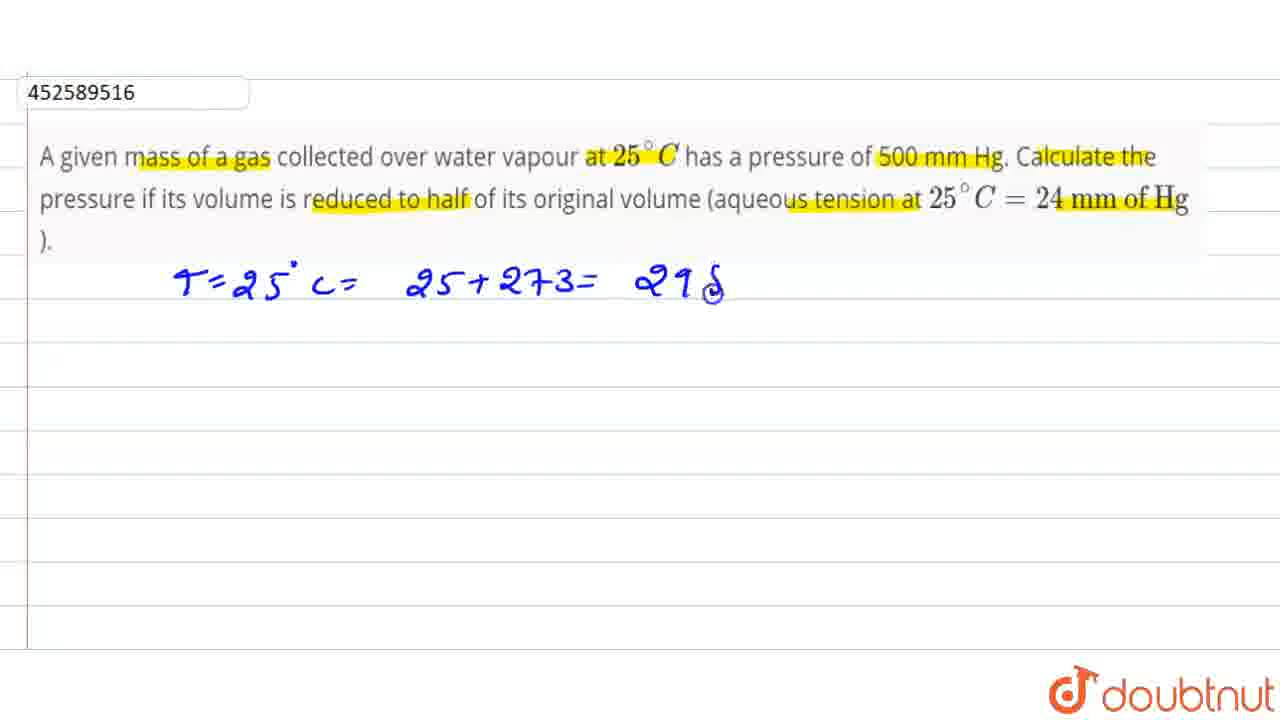 452589516
A given mass of a gas collected over water vapour at 25°C has a pressure of 500 mm Hg. Calculate the
pressure if its volume is reduced to half of its original volume (aqueous tension at 25°C = 24 mm of Hg
).
T = 25°C = 25 + 273 = 298
doubtnut